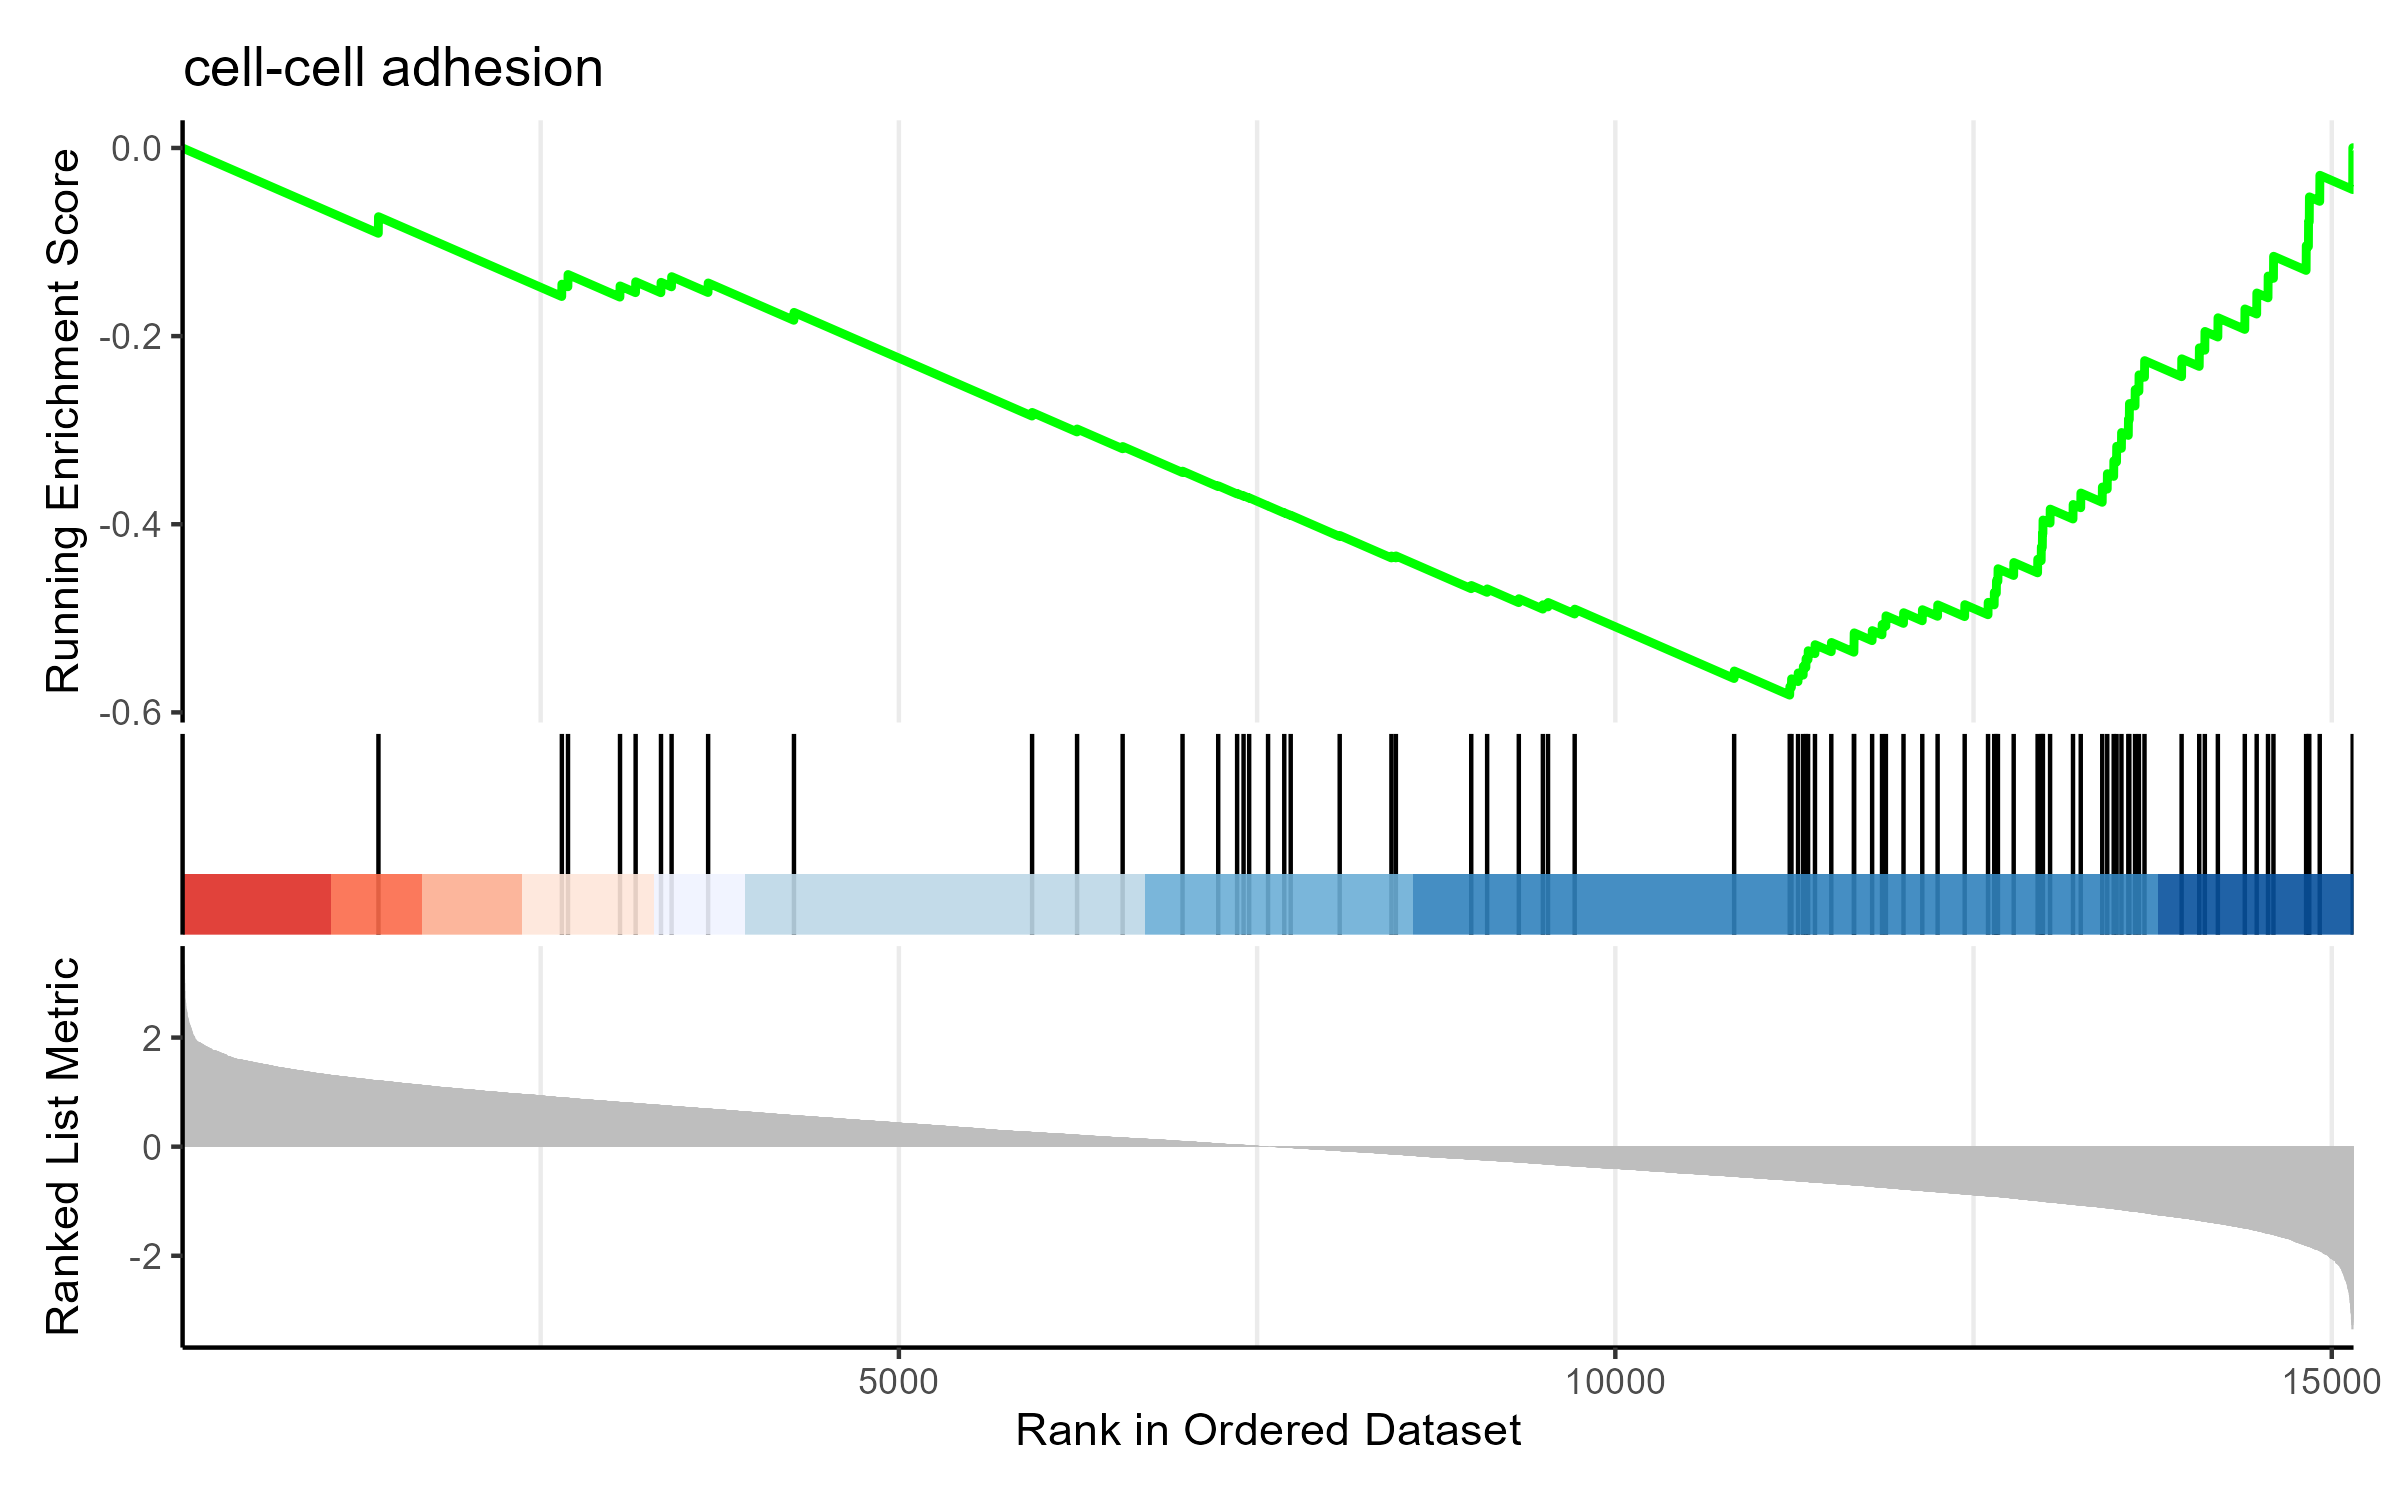 cell-cell adhesion
Running Enrichment Score
0.0
-0.2
-0.4
-0.6
Ranked List Metric
2
0
-2
5000
10000
15000
Rank in Ordered Dataset